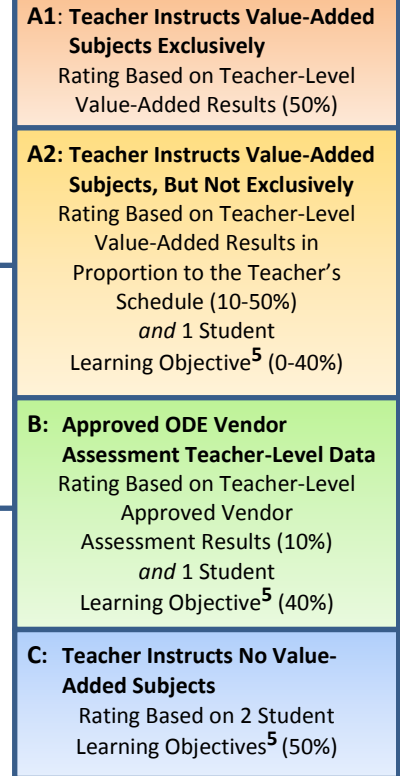 A1: Teacher Instructs Value-Added
Subjects Exclusively
Rating Based on Teacher-Level
Value-Added Results (50%)
A2: Teacher Instructs Value-Added
Subjects, But Not Exclusively
Rating Based on Teacher-Level
Value-Added Results in
Proportion to the Teacher’s
Schedule (10-50%)
and 1 Student
Learning Objective5 (0-40%)
B: Approved ODE Vendor
Assessment Teacher-Level Data
Rating Based on Teacher-Level
Approved Vendor
Assessment Results (10%)
and 1 Student
Learning Objective5 (40%)
C: Teacher Instructs No Value-
Added Subjects
Rating Based on 2 Student
Learning Objectives5 (50%)